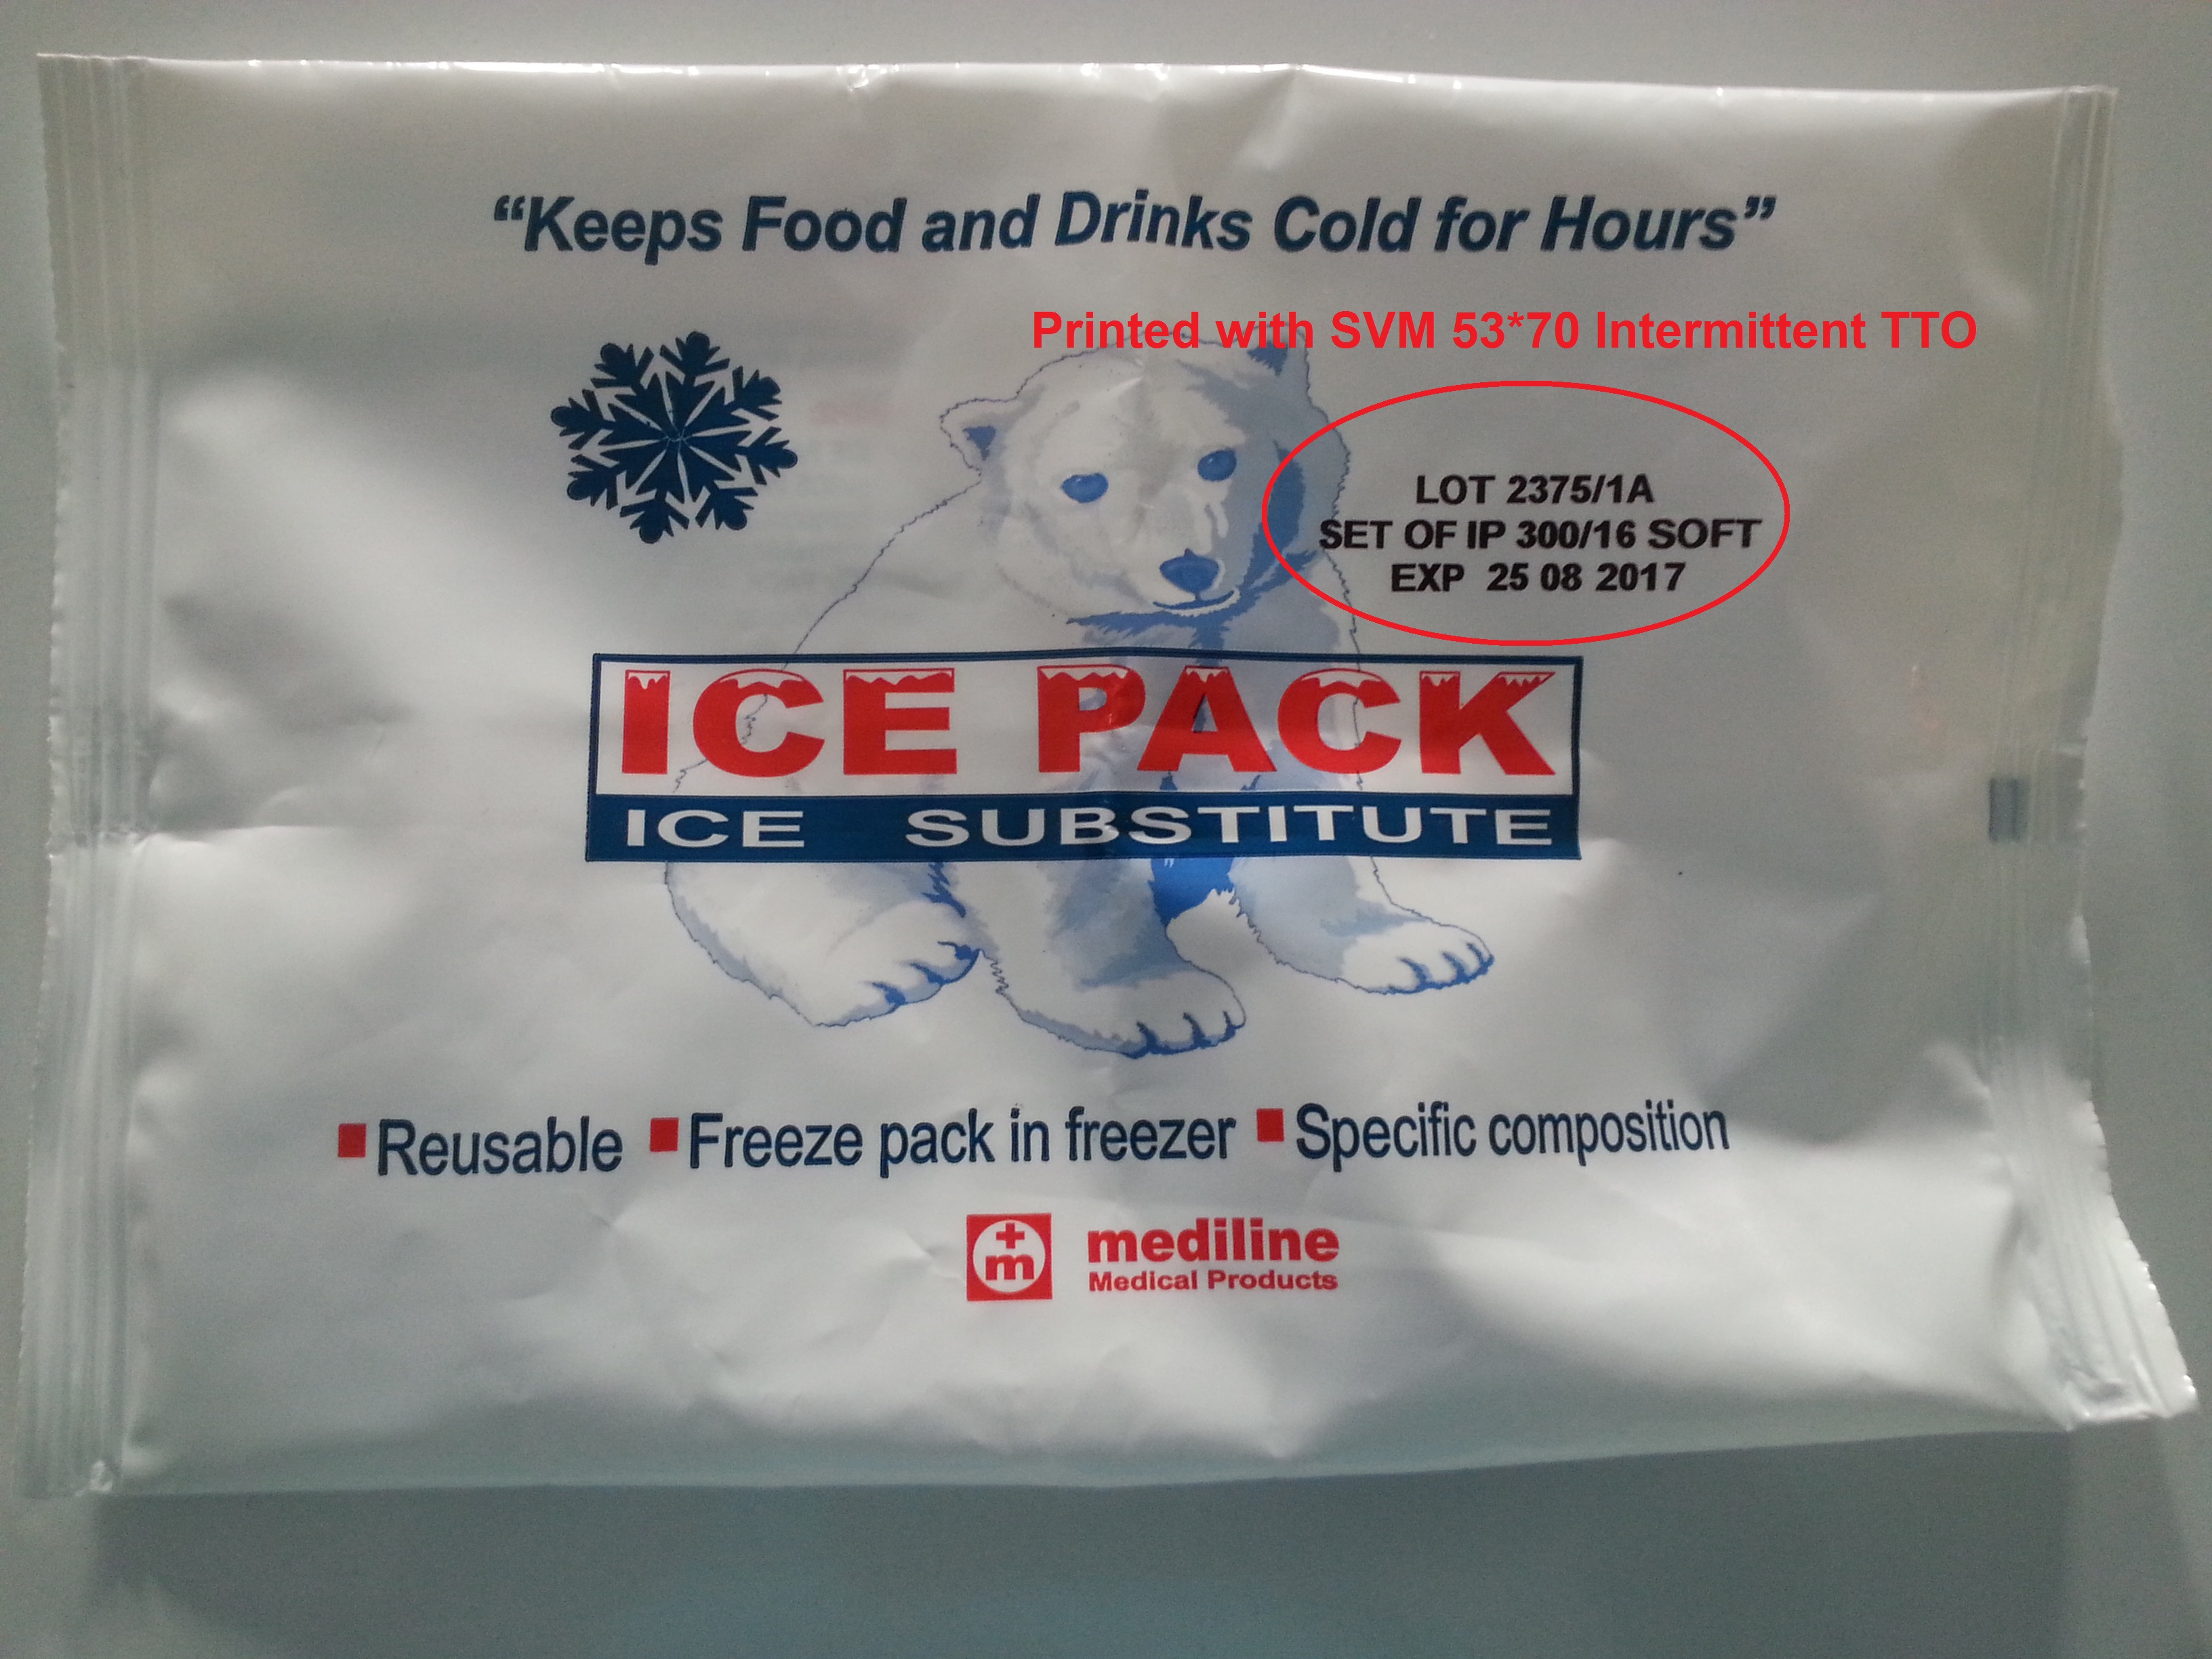 “Keeps Food and Drinks Cold for Hours”
Printed with SVM 53*70 Intermittent TTO
LOT 2375/1A
SET OF IP 300/16 SOFT
EXP 25 08 2017
ICE PACK
ICE SUBSTITUTE
Reusable Freeze pack in freezer Specific composition
m
mediline
Medical Products